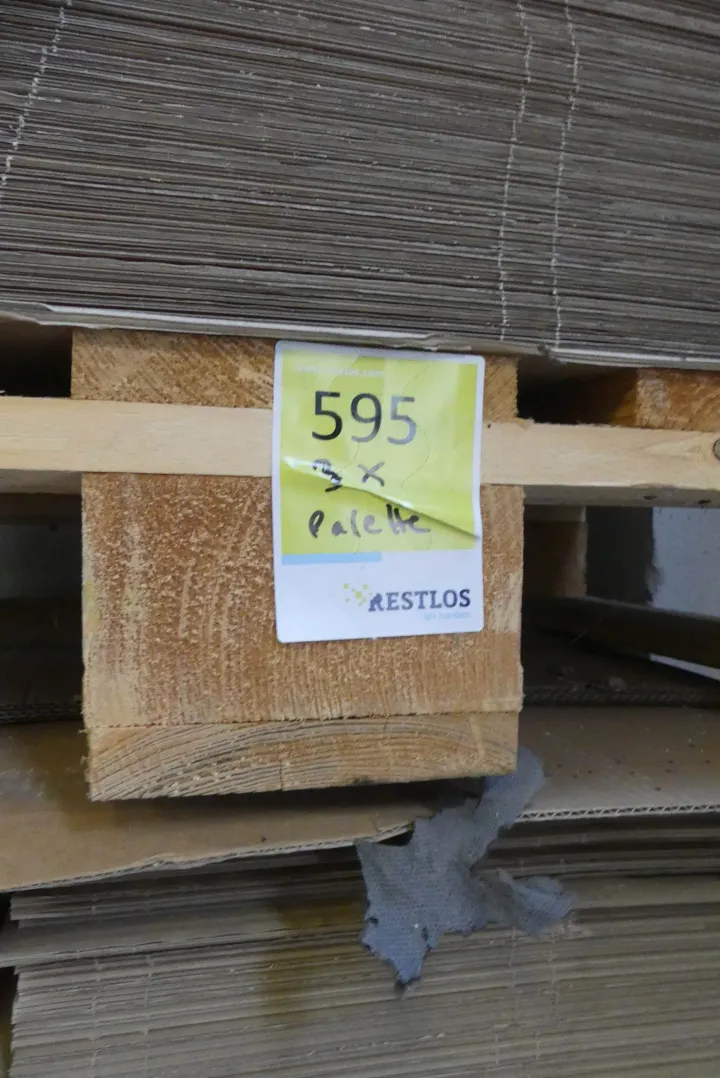 595
3 x
Palette
RESTLOS